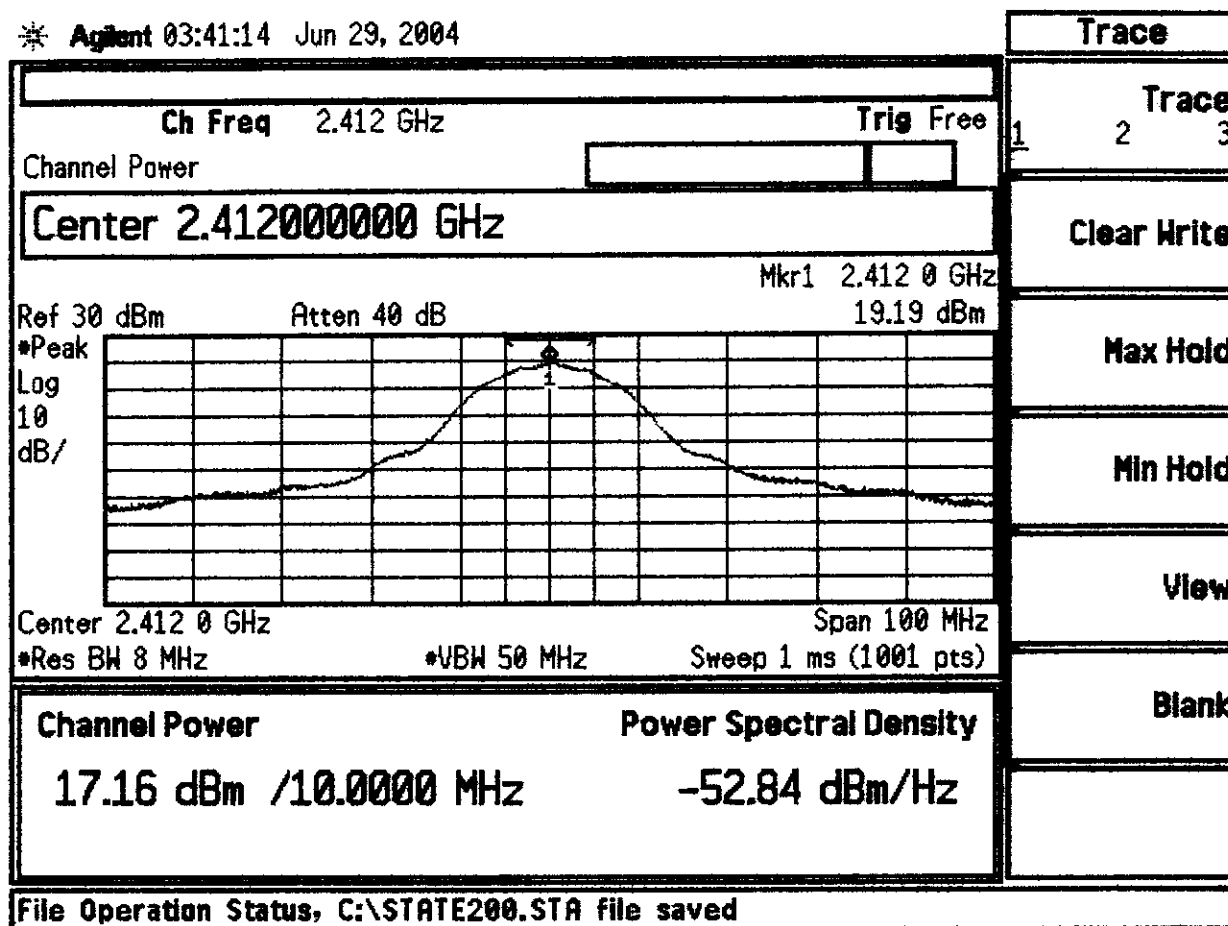 Agilent 03:41:14 Jun 29, 2004
Trace
Ch Freq 2.412 GHz
Trig Free
Trace
1 2 3
Channel Power
Center 2.412000000 GHz
Clear Write
Mkr1 2.412 0 GHz
Ref 30 dBm
Atten 40 dB
19.19 dBm
*Peak
Log
10
dB/
1
Max Hold
Min Hold
Center 2.412 0 GHz
Span 100 MHz
*Res BW 8 MHz
*VBW 50 MHz
Sweep 1 ms (1001 pts)
View
Channel Power
Power Spectral Density
17.16 dBm /10.0000 MHz
-52.84 dBm/Hz
Blank
File Operation Status, C:\STATE200.STA file saved